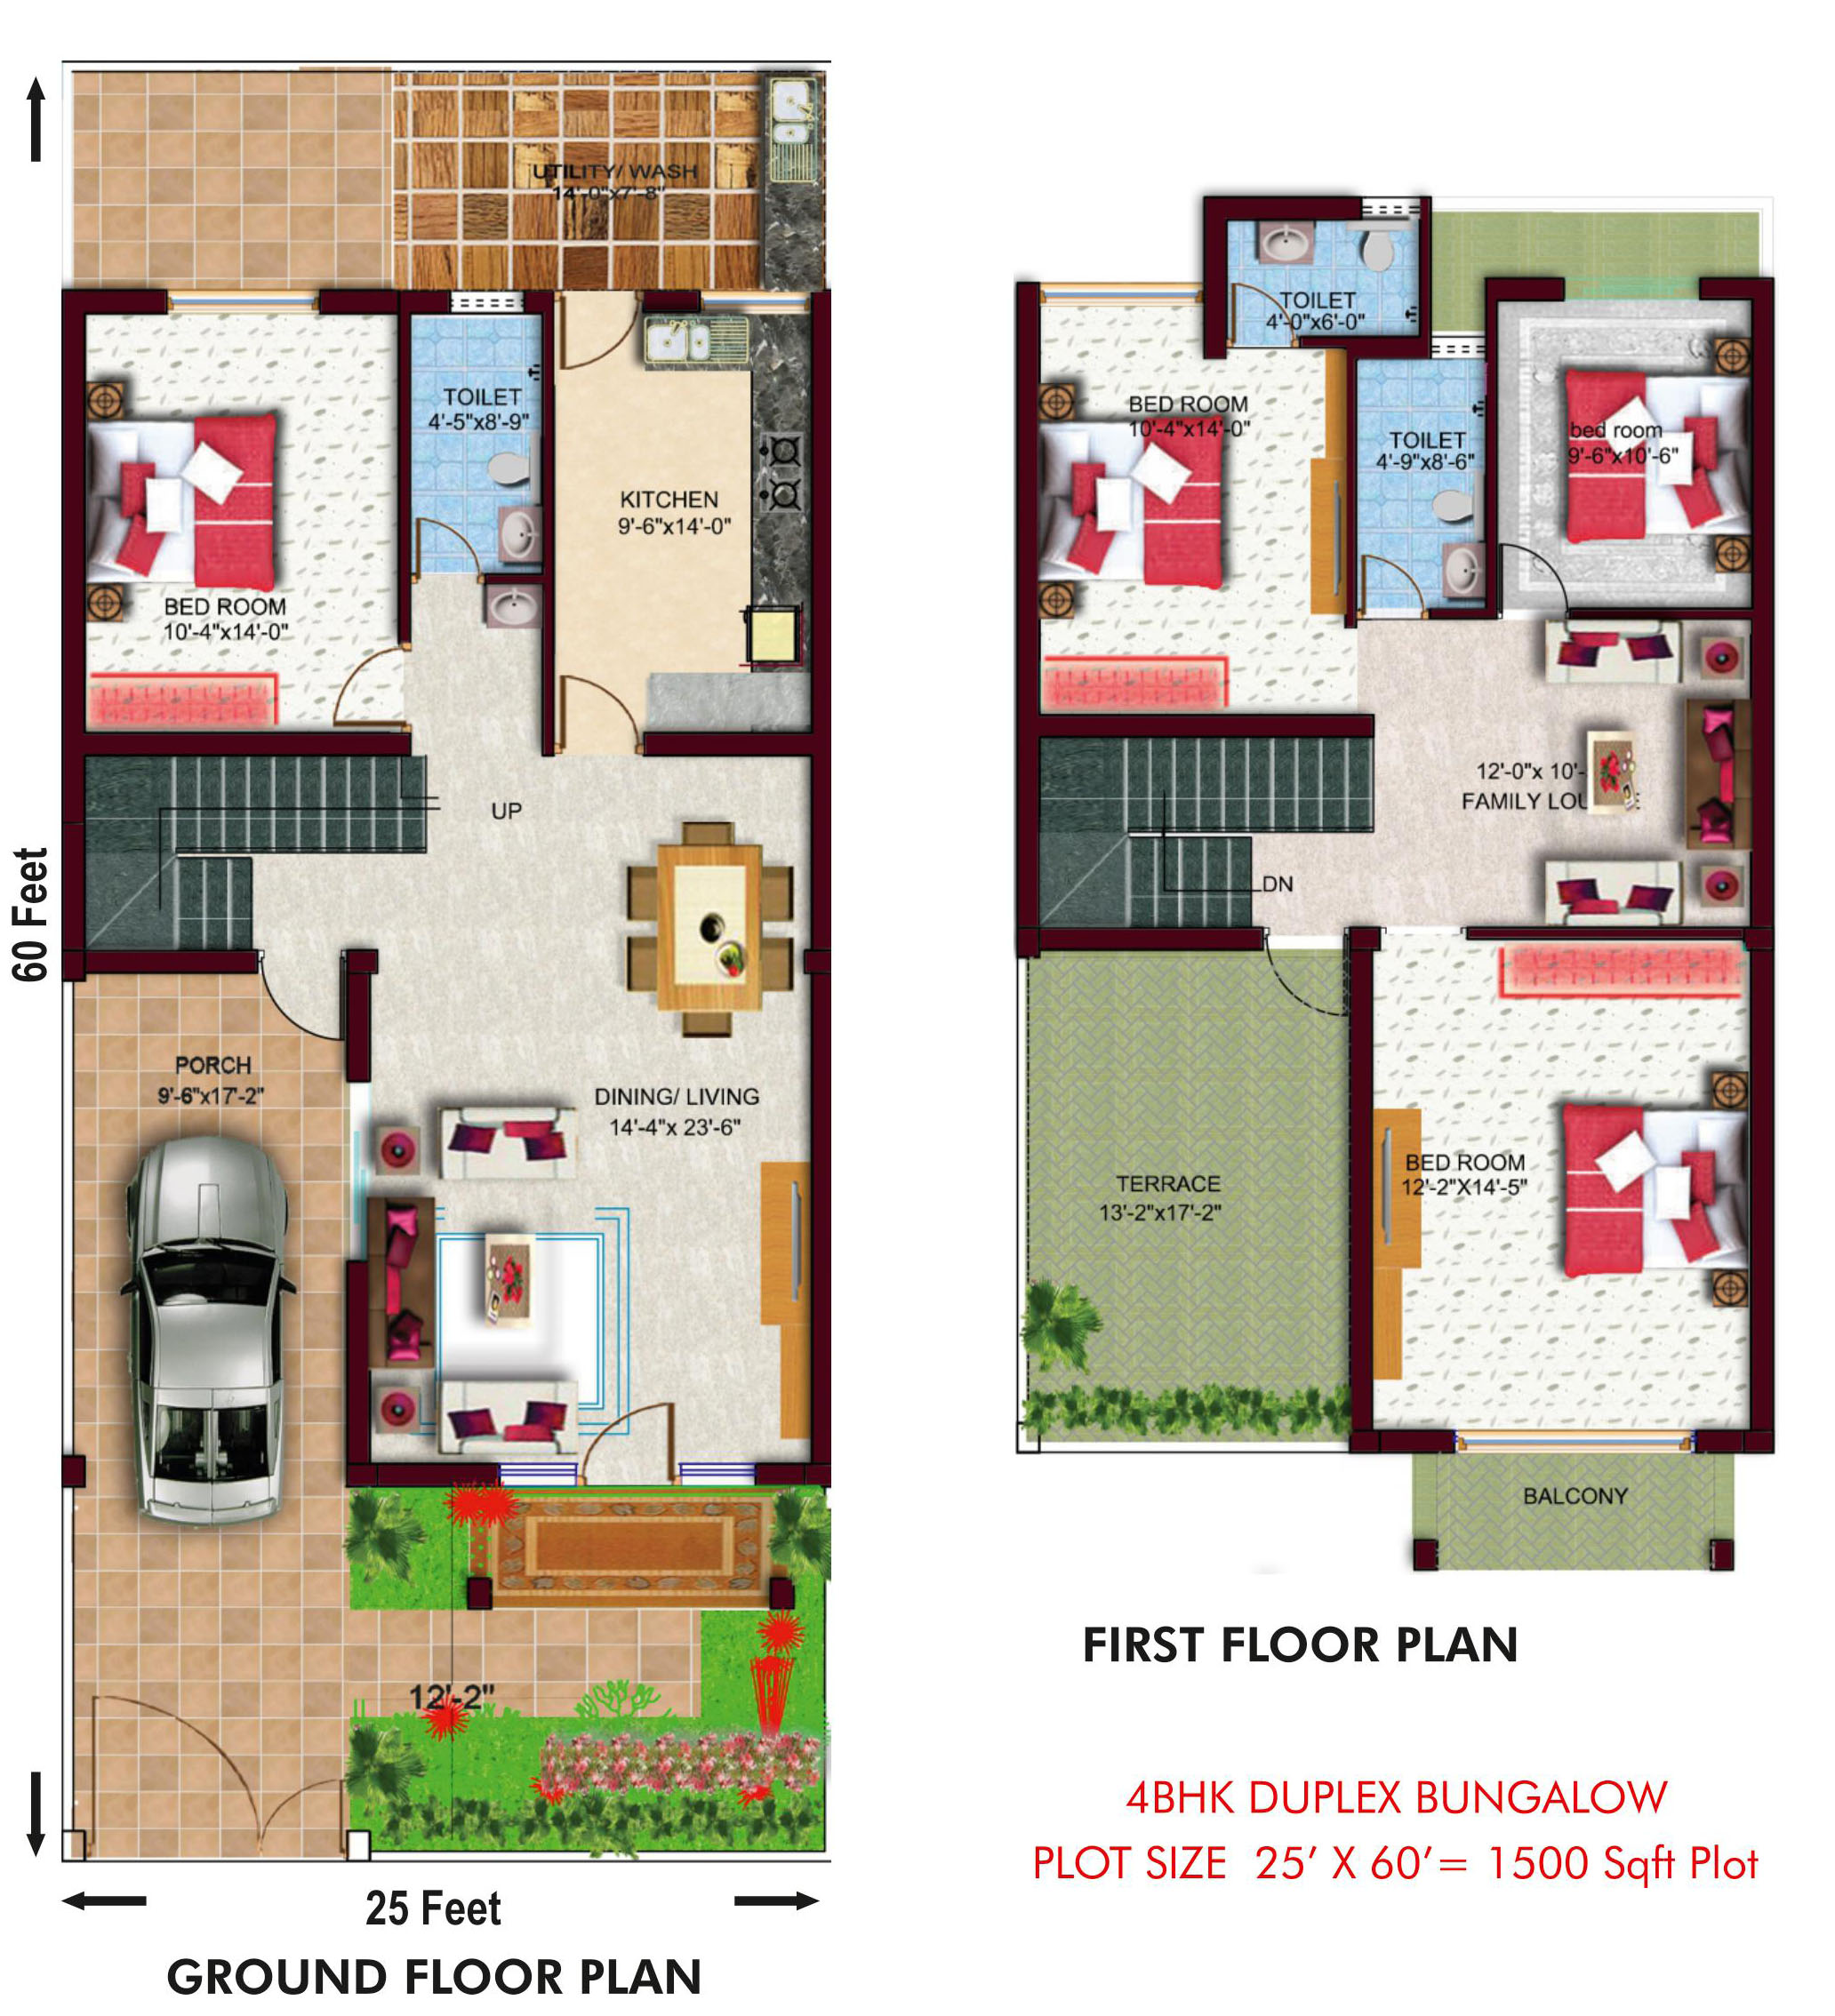 UTILITY/ WASH
14'-0"x7'-8"
TOILET
4'-5"x8'-9"
KITCHEN
9'-6"x14'-0"
BED ROOM
10'-4"x14'-0"
UP
60 Feet
PORCH
9'-6"x17'-2"
DINING/ LIVING
14'-4"x 23'-6"
12'-2"
25 Feet
GROUND FLOOR PLAN
TOILET
4'-0"x6'-0"
BED ROOM
10'-4"x14'-0"
TOILET
4'-9"x8'-6"
bed room
9'-6"x10'-6"
12'-0"x 10'-
FAMILY
DN
TERRACE
13'-2"x17'-2"
BED ROOM
12'-2"X14'-5"
BALCONY
FIRST FLOOR PLAN
4BHK DUPLEX BUNGALOW
PLOT SIZE 25' X 60'= 1500 Sqft Plot